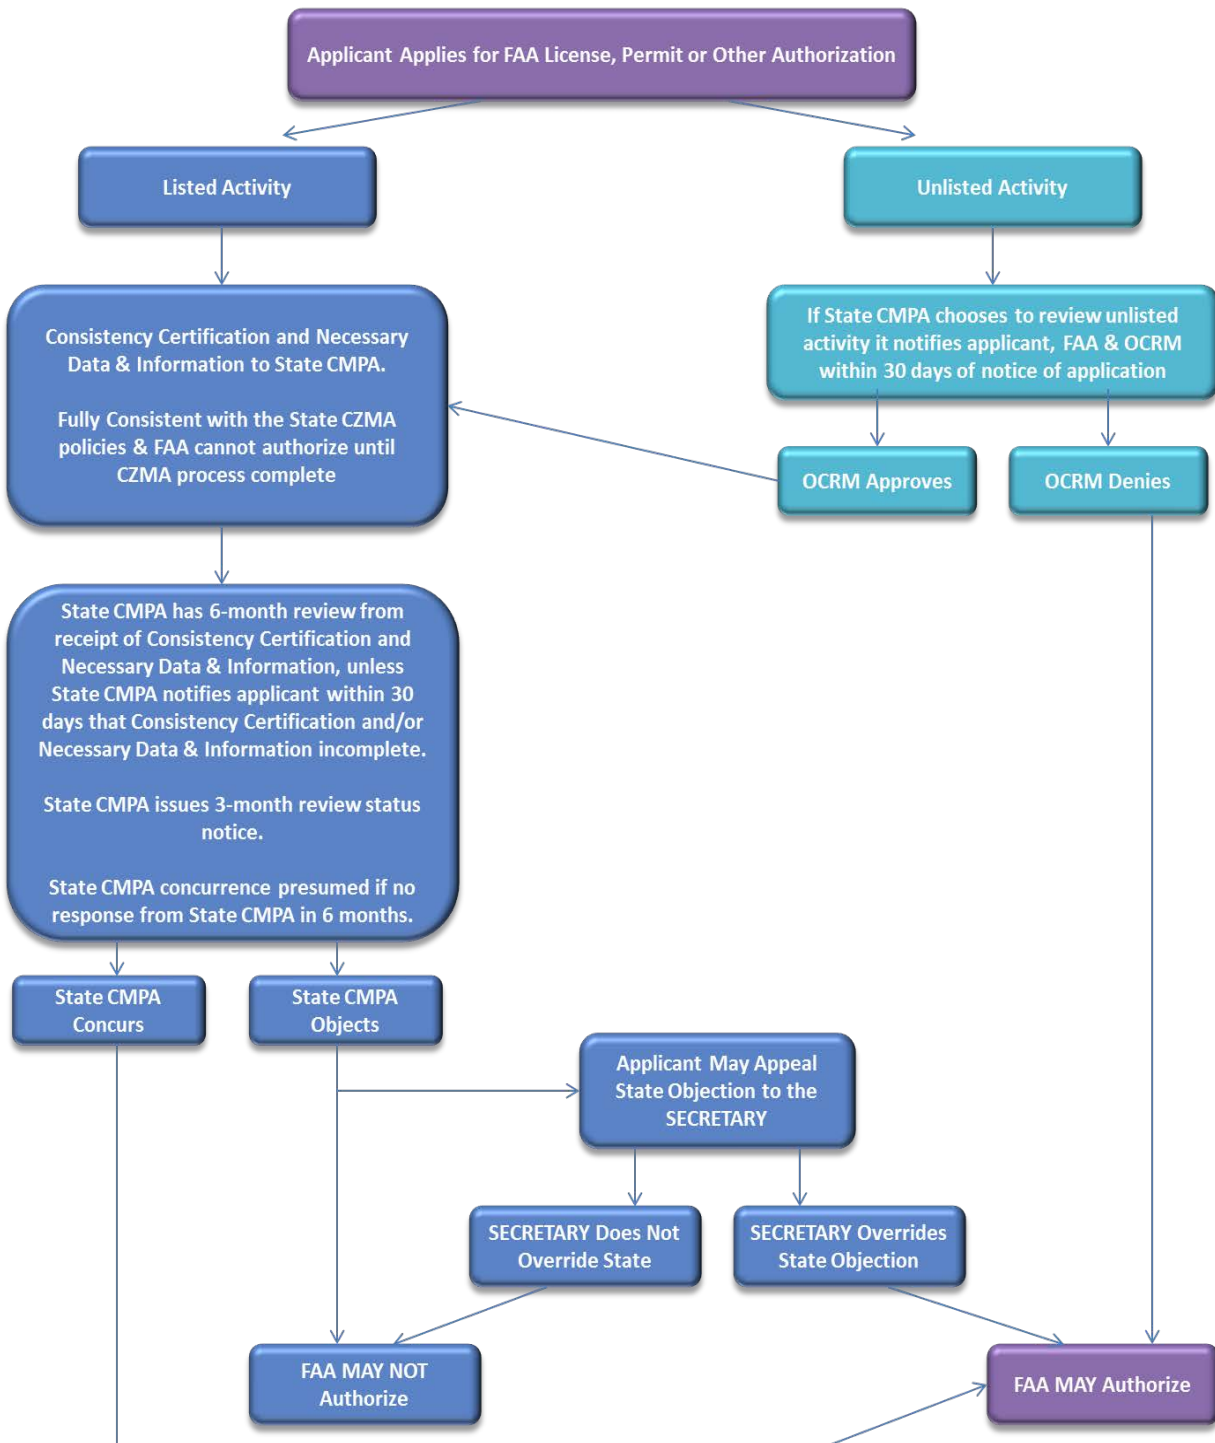 Applicant Applies for FAA License, Permit or Other Authorization
Listed Activity
Unlisted Activity
Consistency Certification and Necessary
Data & Information to State CMPA.
Fully Consistent with the State CZMA
policies & FAA cannot authorize until
CZMA process complete
If State CMPA chooses to review unlisted
activity it notifies applicant, FAA & OCRM
within 30 days of notice of application
OCRM Approves
OCRM Denies
State CMPA has 6-month review from
receipt of Consistency Certification and
Necessary Data & Information, unless
State CMPA notifies applicant within 30
days that Consistency Certification and/or
Necessary Data & Information incomplete.
State CMPA issues 3-month review status
notice.
State CMPA concurrence presumed if no
response from State CMPA in 6 months.
State CMPA
Concurs
State CMPA
Objects
Applicant May Appeal
State Objection to the
SECRETARY
SECRETARY Does Not
Override State
SECRETARY Overrides
State Objection
FAA MAY NOT
Authorize
FAA MAY Authorize